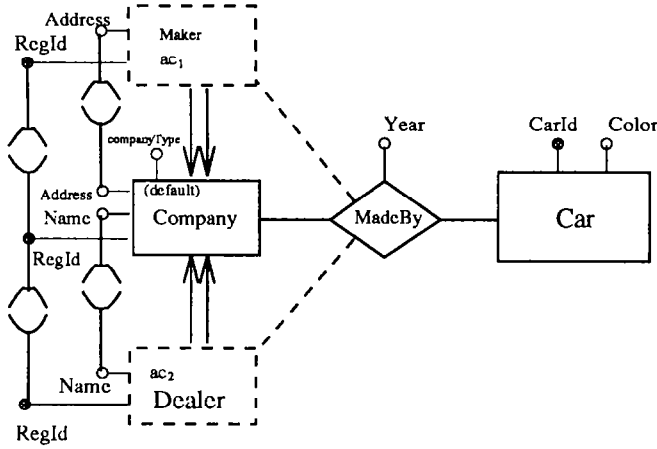 Address
RegId
Maker
ac1
companyType
Year
CarId
Color
Address
(default)
Name
Company
MadeBy
Car
RegId
Name
ac2
Dealer
RegId